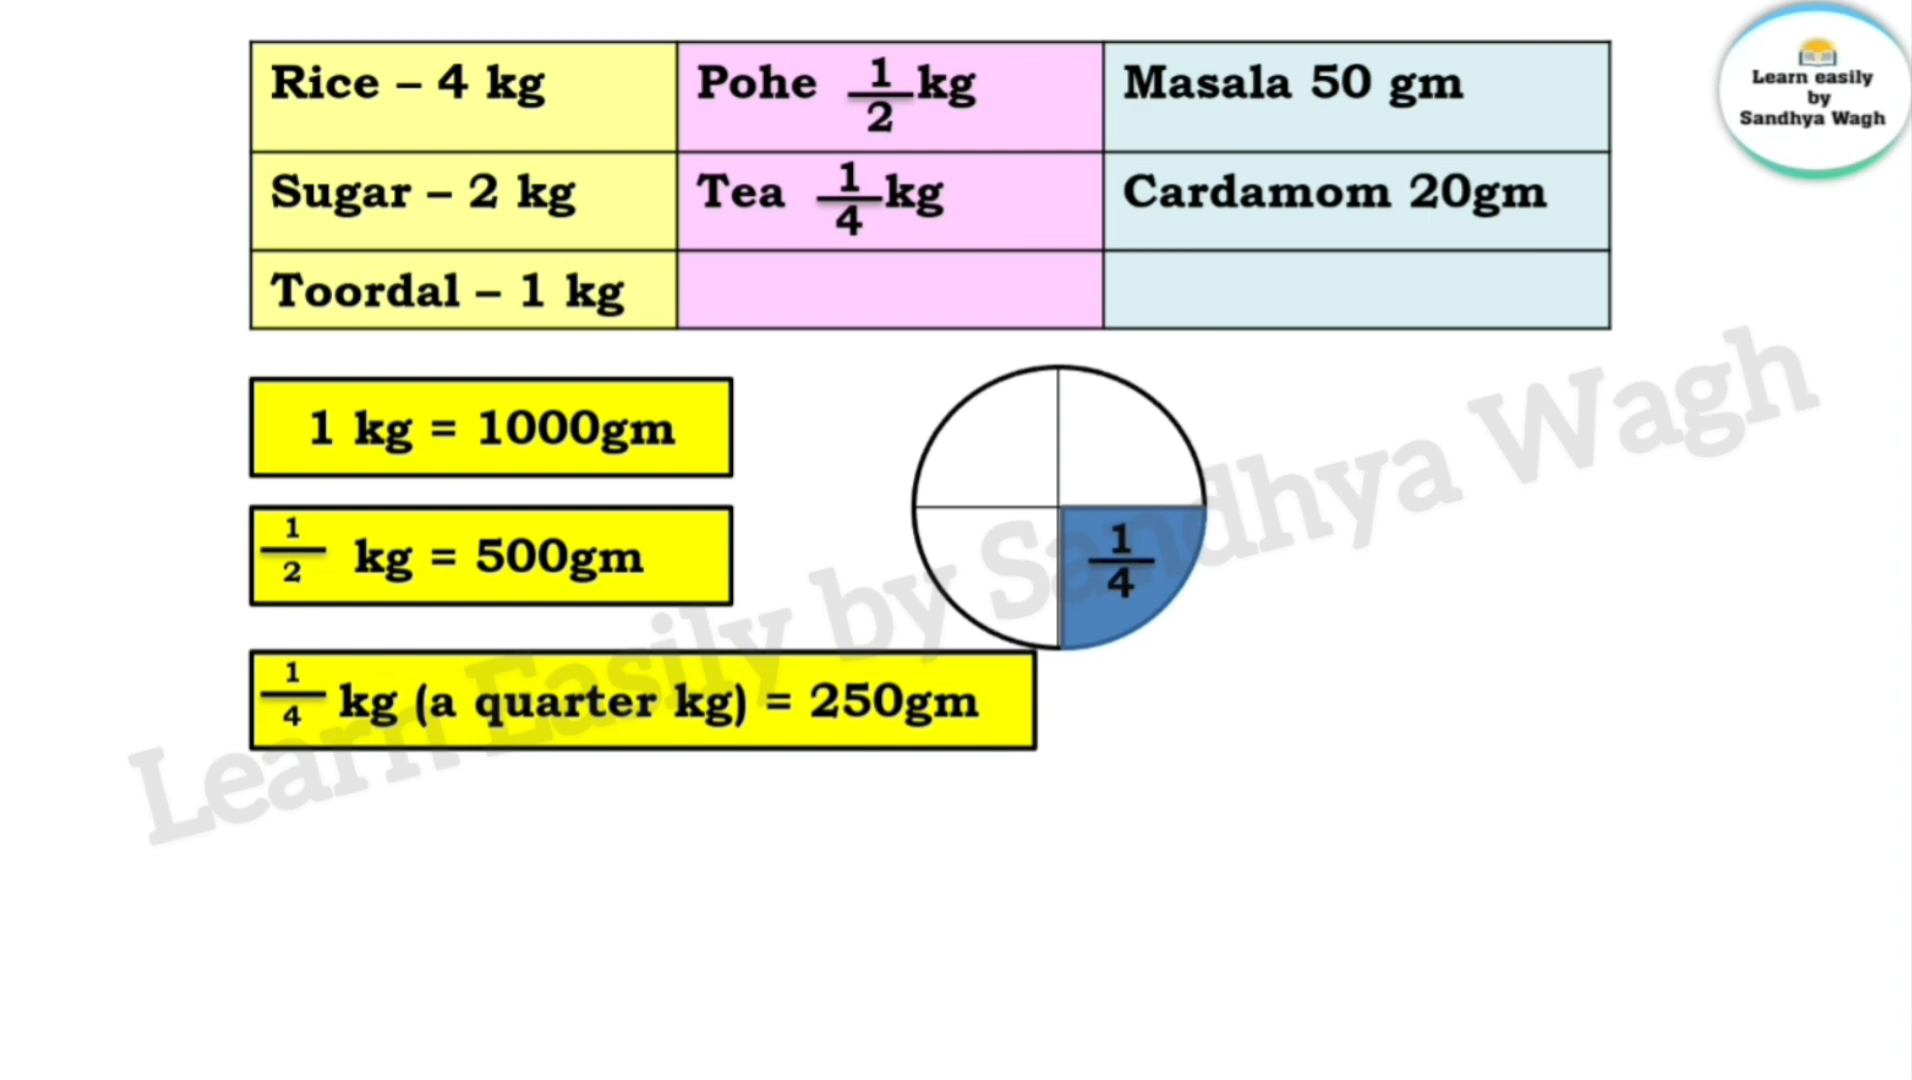 Rice – 4 kg
Pohe 1/2 kg
Masala 50 gm
Sugar – 2 kg
Tea 1/4 kg
Cardamom 20gm
Toordal – 1 kg
1 kg = 1000gm
1/2 kg = 500gm
1/4
1/4 kg (a quarter kg) = 250gm
Learn easily
by
Sandhya Wagh
Learn Easily by Sandhya Wagh